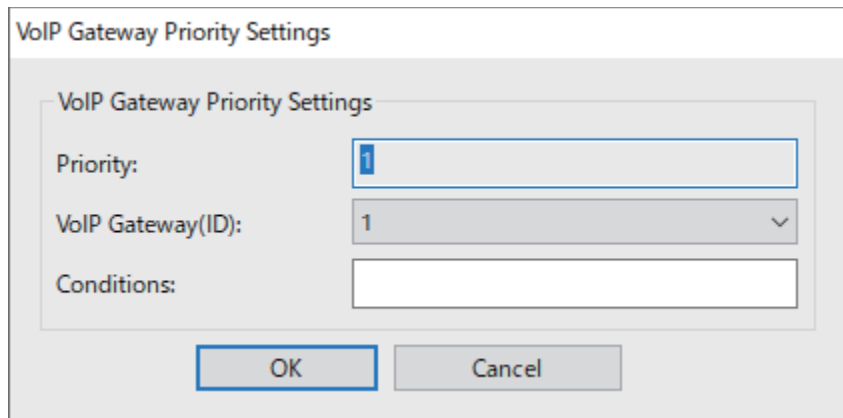 VoIP Gateway Priority Settings
VoIP Gateway Priority Settings
Priority: 1
VoIP Gateway(ID): 1
Conditions:
OK Cancel